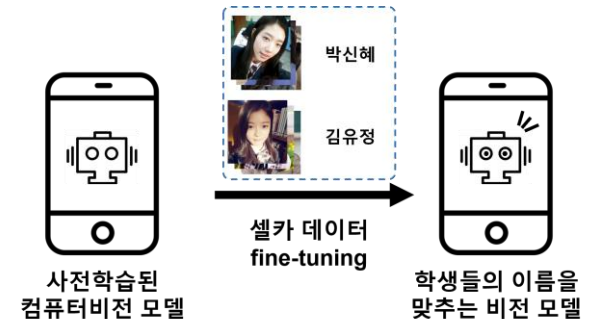 박신혜
김유정
셀카 데이터
fine-tuning
사전학습된
컴퓨터비전 모델
학생들의 이름을
맞추는 비전 모델